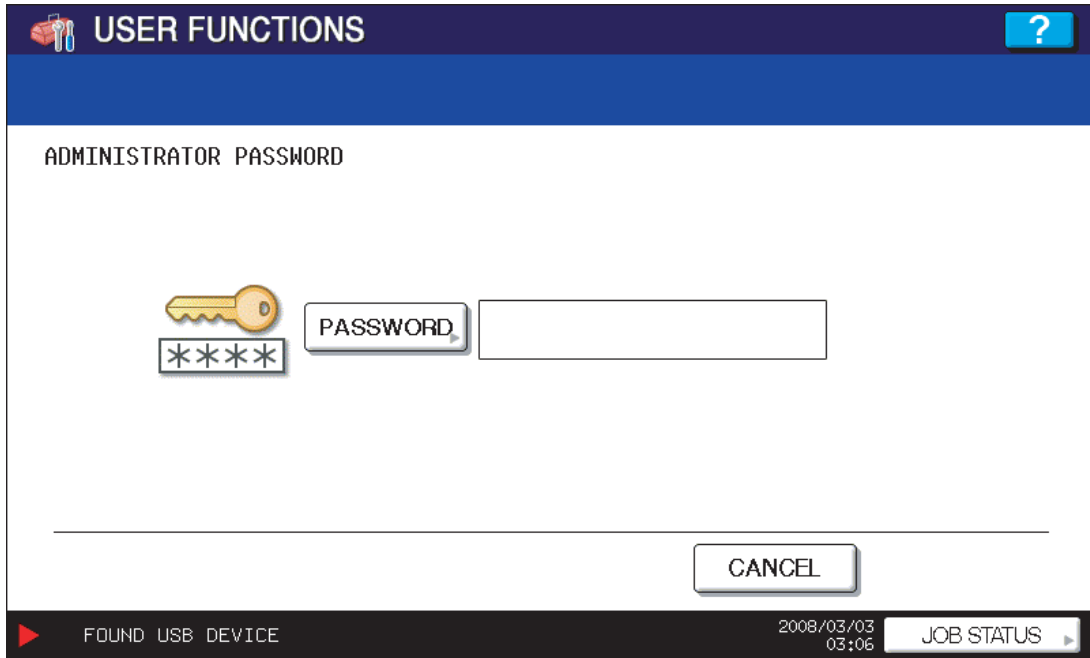 USER FUNCTIONS
?
ADMINISTRATOR PASSWORD
PASSWORD
****
CANCEL
FOUND USB DEVICE
2008/03/03
03:06
JOB STATUS